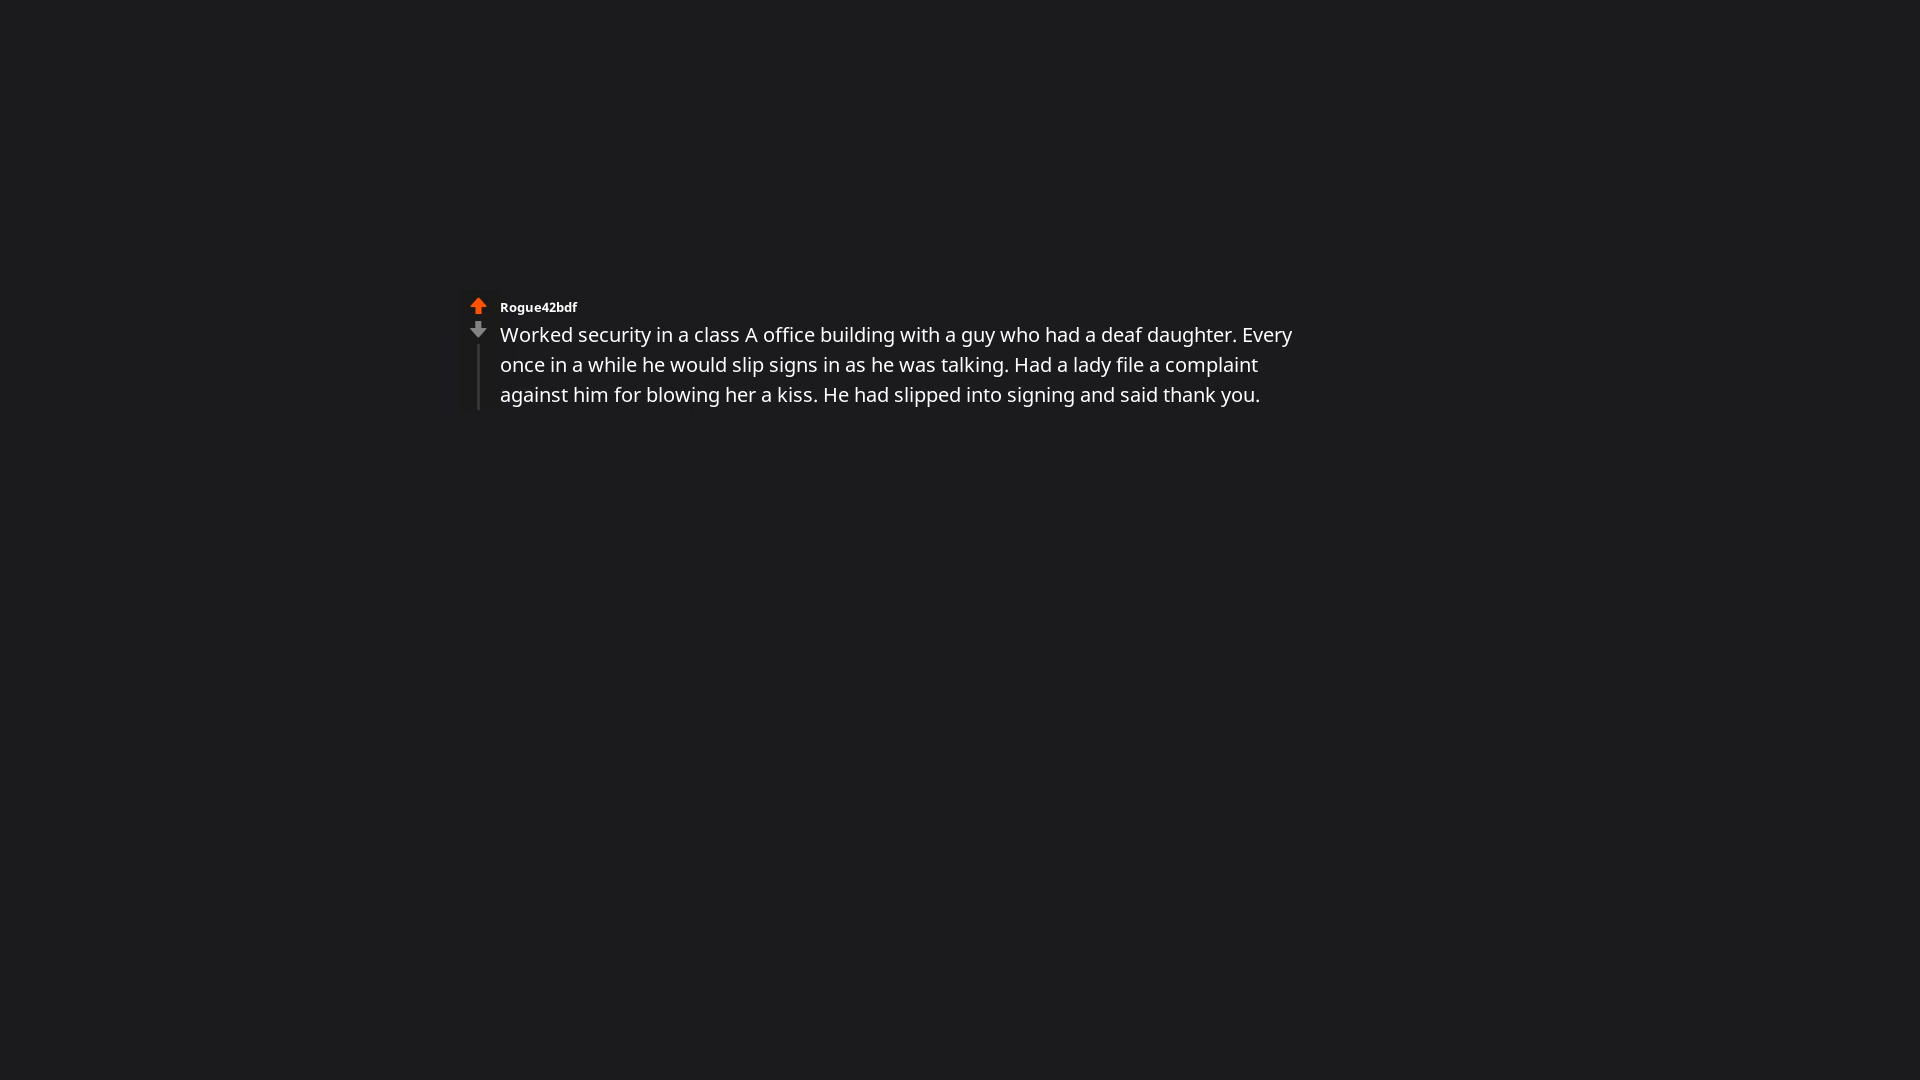 Rogue42bdf
Worked security in a class A office building with a guy who had a deaf daughter. Every
once in a while he would slip signs in as he was talking. Had a lady file a complaint
against him for blowing her a kiss. He had slipped into signing and said thank you.